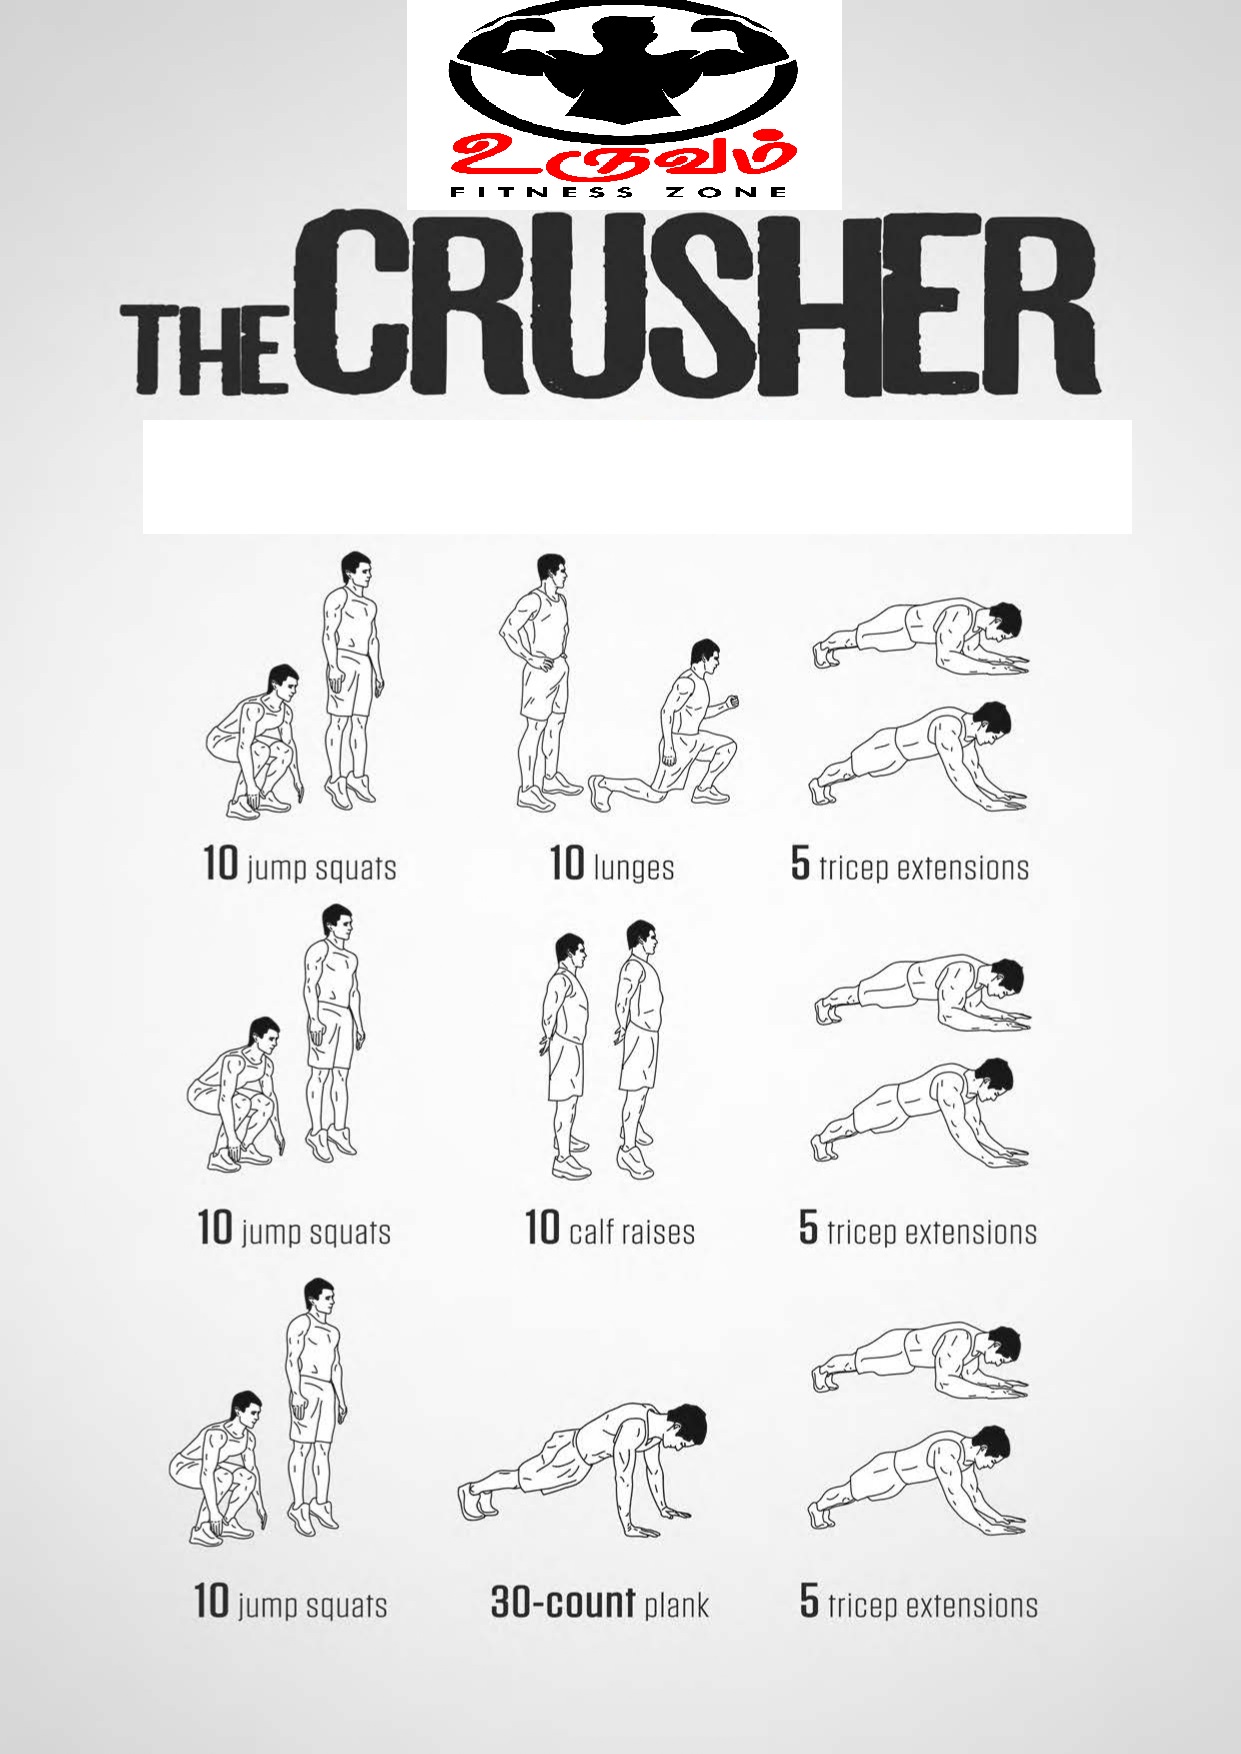 உருவம்
FITNESS ZONE
THE CRUSHER
10 jump squats
10 lunges
5 tricep extensions
10 jump squats
10 calf raises
5 tricep extensions
10 jump squats
30-count plank
5 tricep extensions